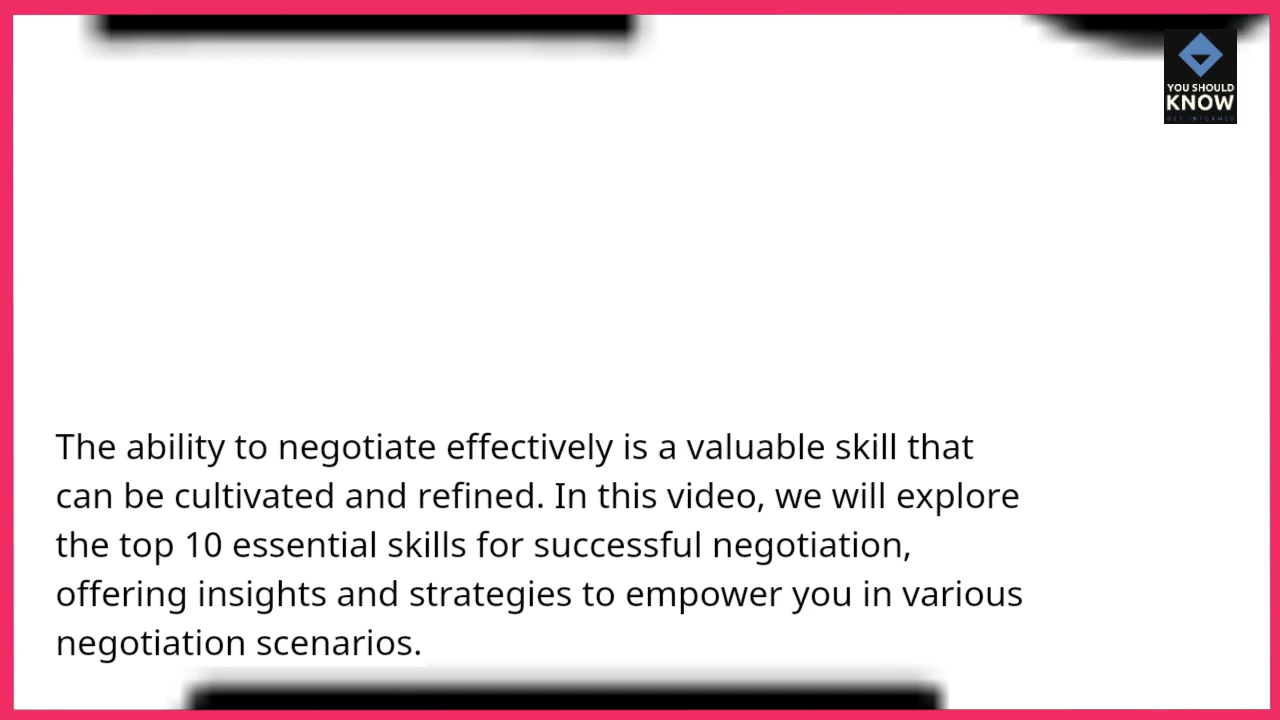 YOU SHOULD
KNOW
GET INFORMED
The ability to negotiate effectively is a valuable skill that
can be cultivated and refined. In this video, we will explore
the top 10 essential skills for successful negotiation,
offering insights and strategies to empower you in various
negotiation scenarios.